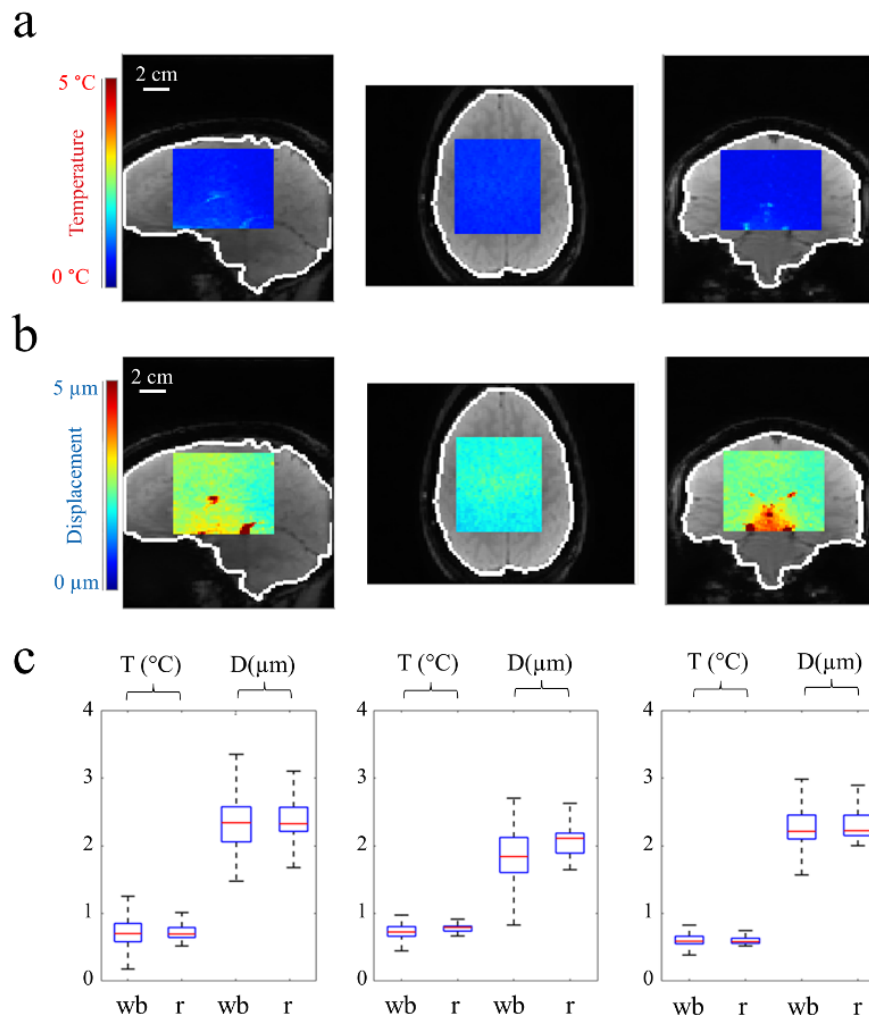 a
5 °C
Temperature
0 °C
2 cm
b
5 µm
Displacement
0 µm
2 cm
c
T (°C) D(µm)
T (°C) D(µm)
T (°C) D(µm)
4
3
2
1
0
wb r wb r
4
3
2
1
0
wb r wb r
4
3
2
1
0
wb r wb r